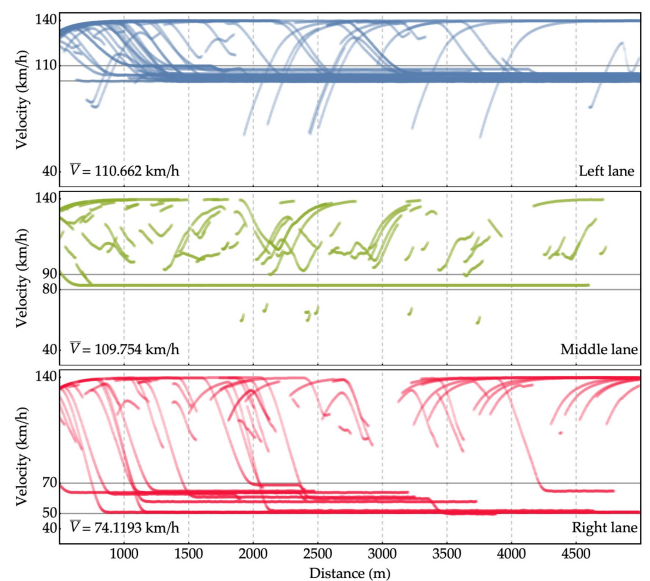 140
110
Velocity (km/h)
40
V̅ = 110.662 km/h
Left lane
140
90
80
Velocity (km/h)
40
V̅ = 109.754 km/h
Middle lane
140
70
50
40
Velocity (km/h)
V̅ = 74.1193 km/h
Right lane
1000 1500 2000 2500 3000 3500 4000 4500
Distance (m)